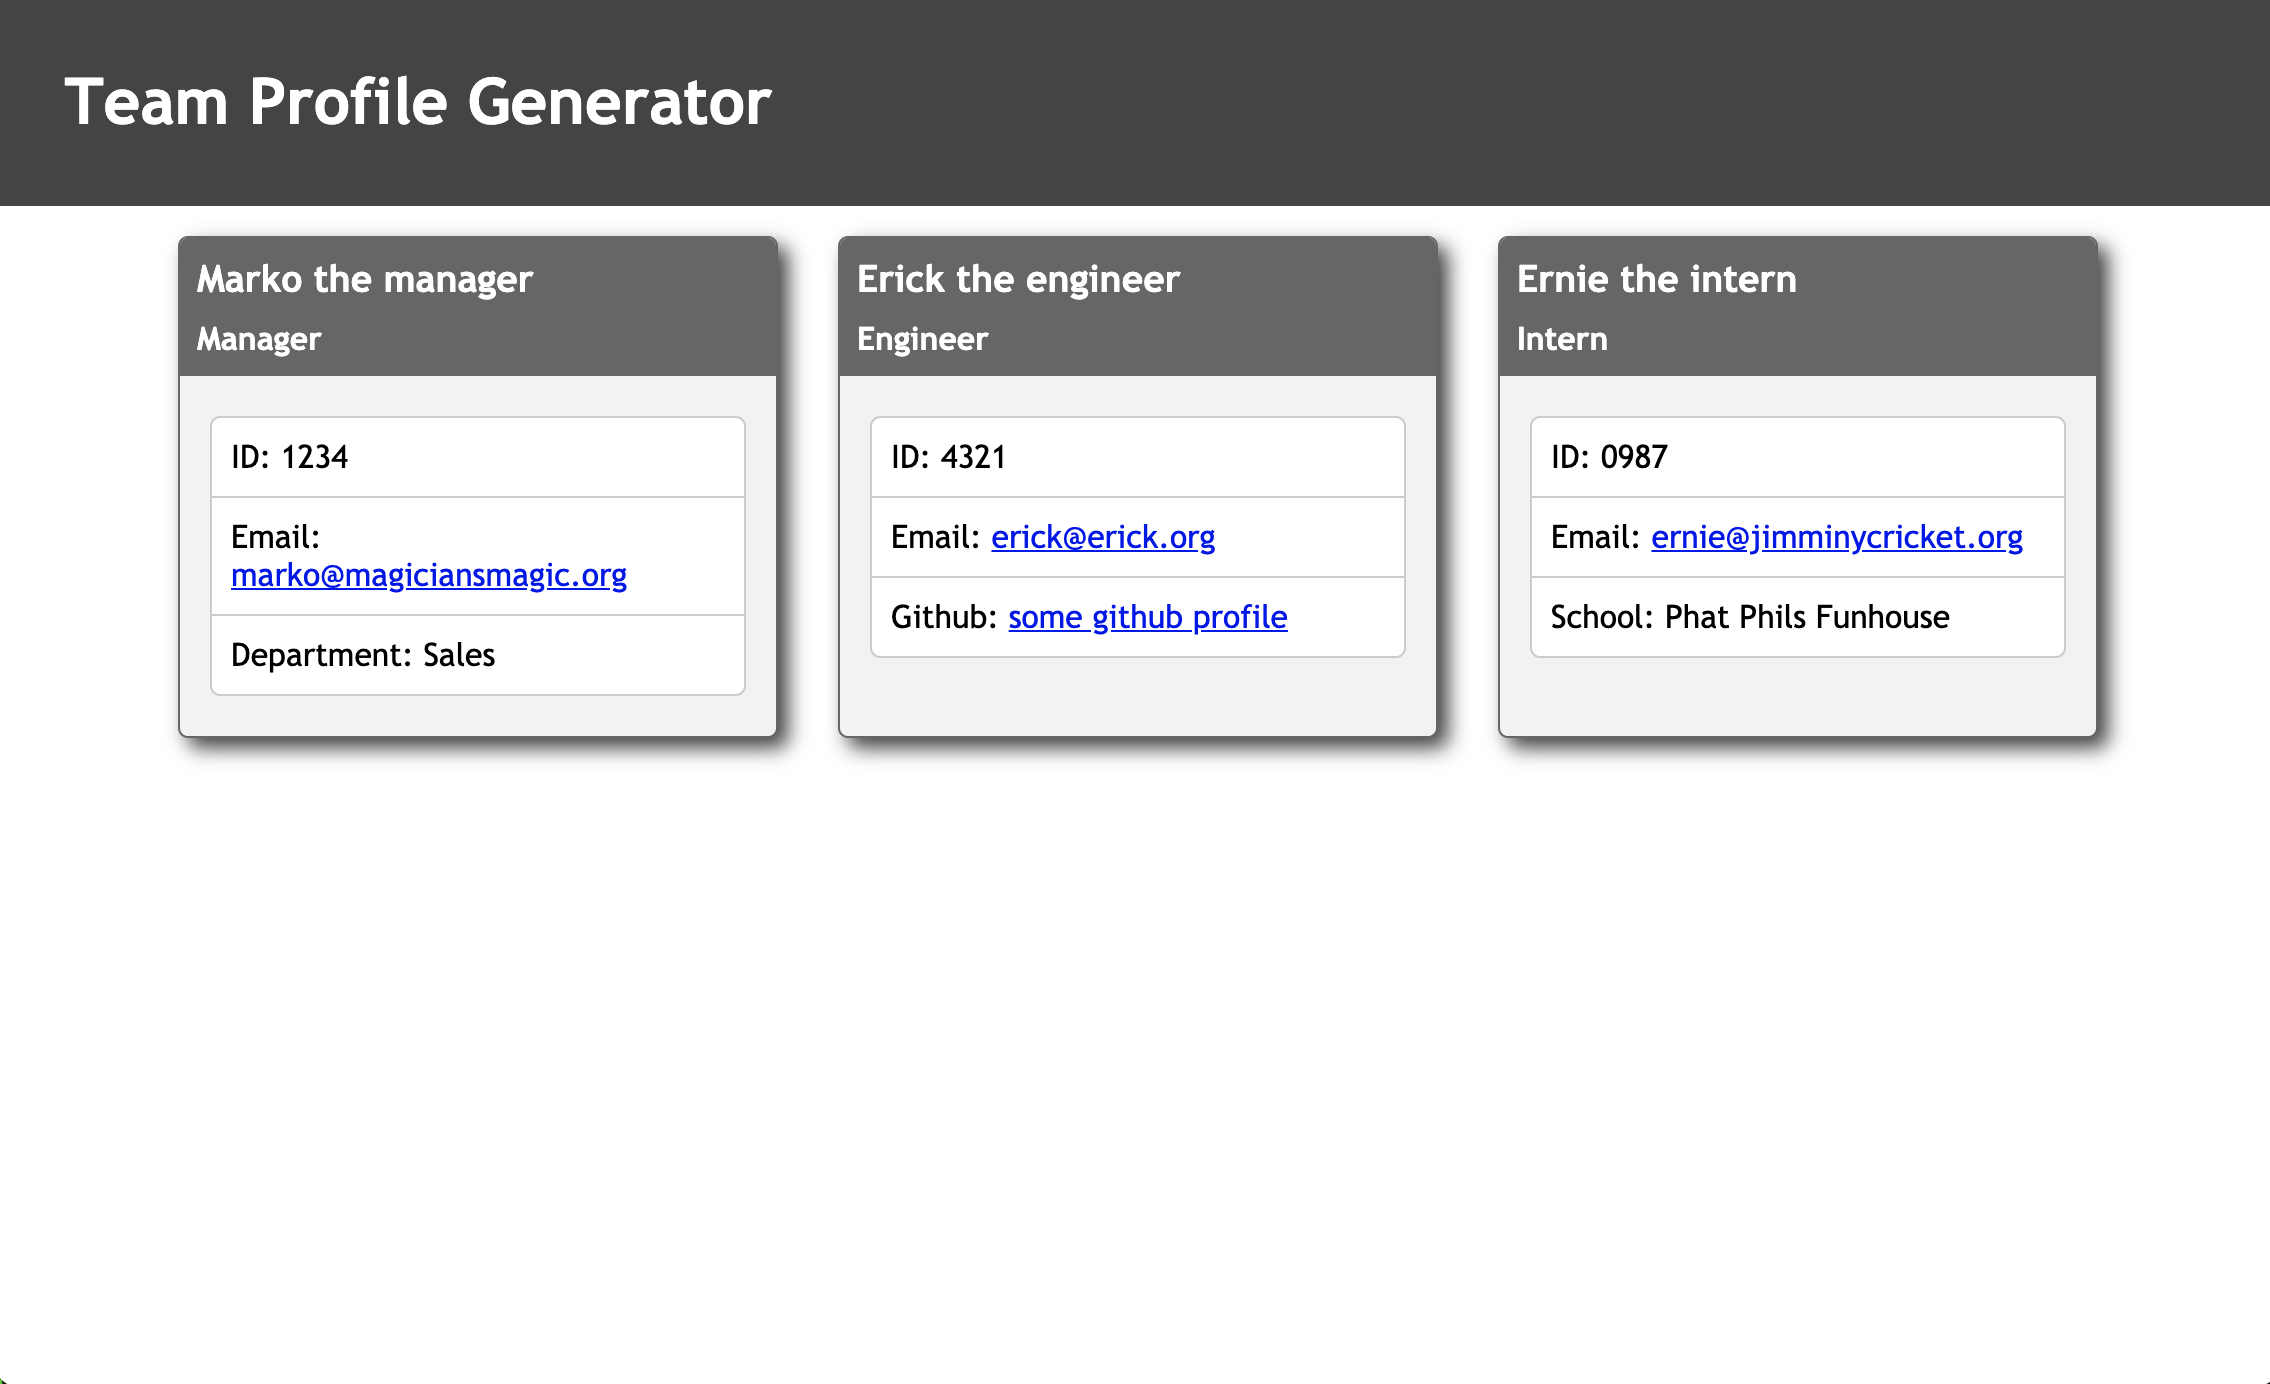 Team Profile Generator
Marko the manager
Manager
ID: 1234
Email:
marko@magiciansmagic.org
Department: Sales
Erick the engineer
Engineer
ID: 4321
Email: erick@erick.org
Github: some github profile
Ernie the intern
Intern
ID: 0987
Email: ernie@jimminycricket.org
School: Phat Phils Funhouse